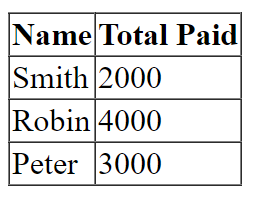 Name Total Paid
Smith 2000
Robin 4000
Peter 3000